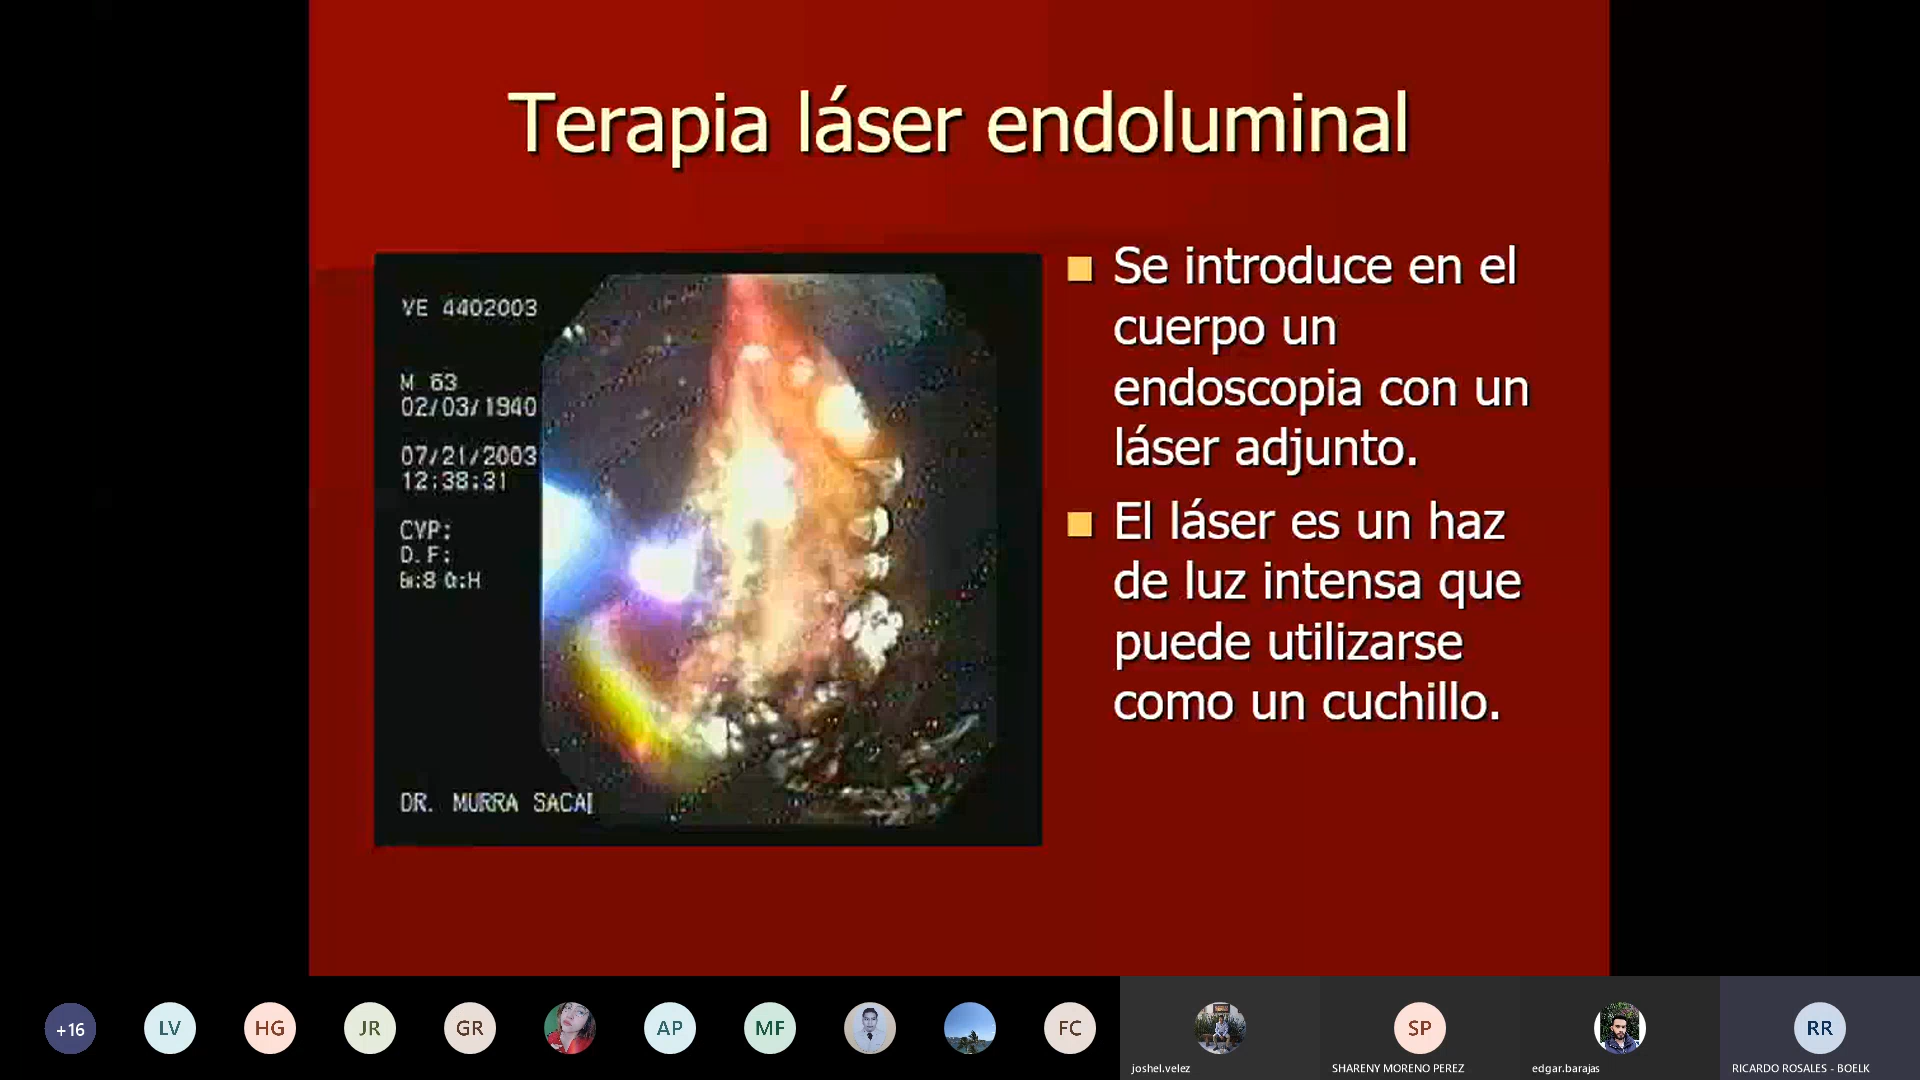 Terapia láser endoluminal
VE 4402003
M 63
02/03/1940
07/21/2003
12:38:31
CVP:
D.F:
DR. MURRA SACA
Se introduce en el
cuerpo un
endoscopia con un
láser adjunto.
El láser es un haz
de luz intensa que
puede utilizarse
como un cuchillo.
+16
LV
HG
JR
GR
AP
MF
FC
SP
RR
joshel.velez
SHARENY MORENO PEREZ
edgar.barajas
RICARDO ROSALES - BOELK